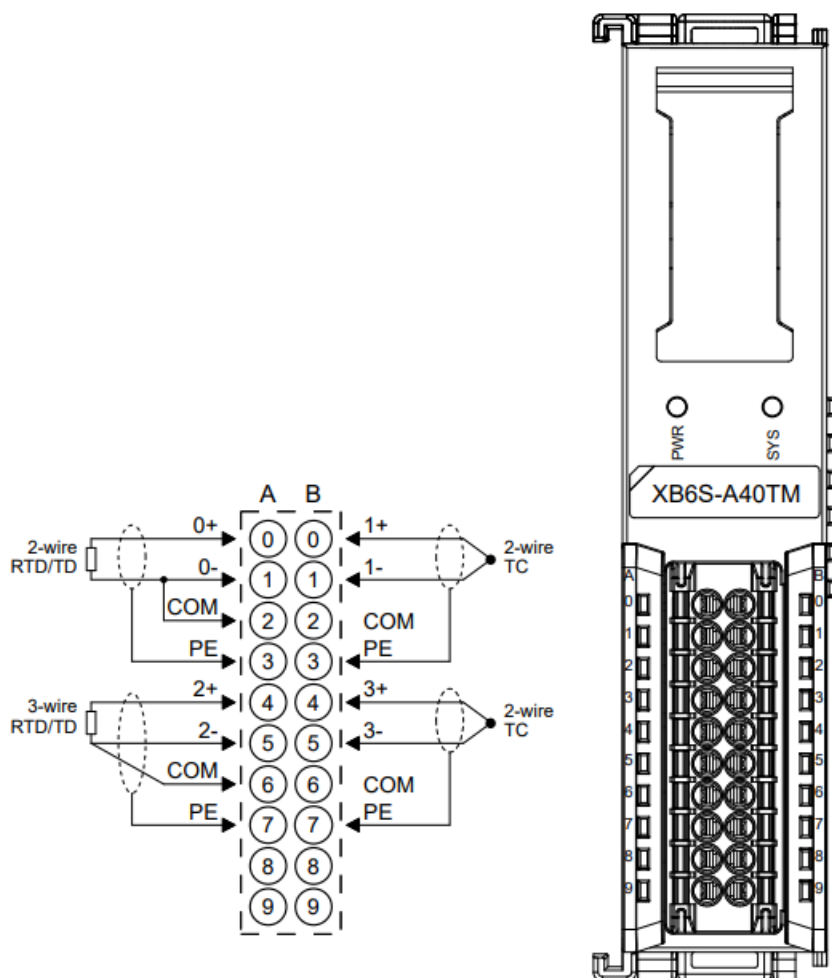 A B
0+ 0 0 1+
2-wire
RTD/TD
0- 1 1 1-
2-wire
TC
COM 2 2 COM
PE 3 3 PE
2+ 4 4 3+
3-wire
RTD/TD
2- 5 5 3-
2-wire
TC
COM 6 6 COM
PE 7 7 PE
8 8
9 9
PWR SYS
XB6S-A40TM
A B
0 0
1 1
2 2
3 3
4 4
5 5
6 6
7 7
8 8
9 9